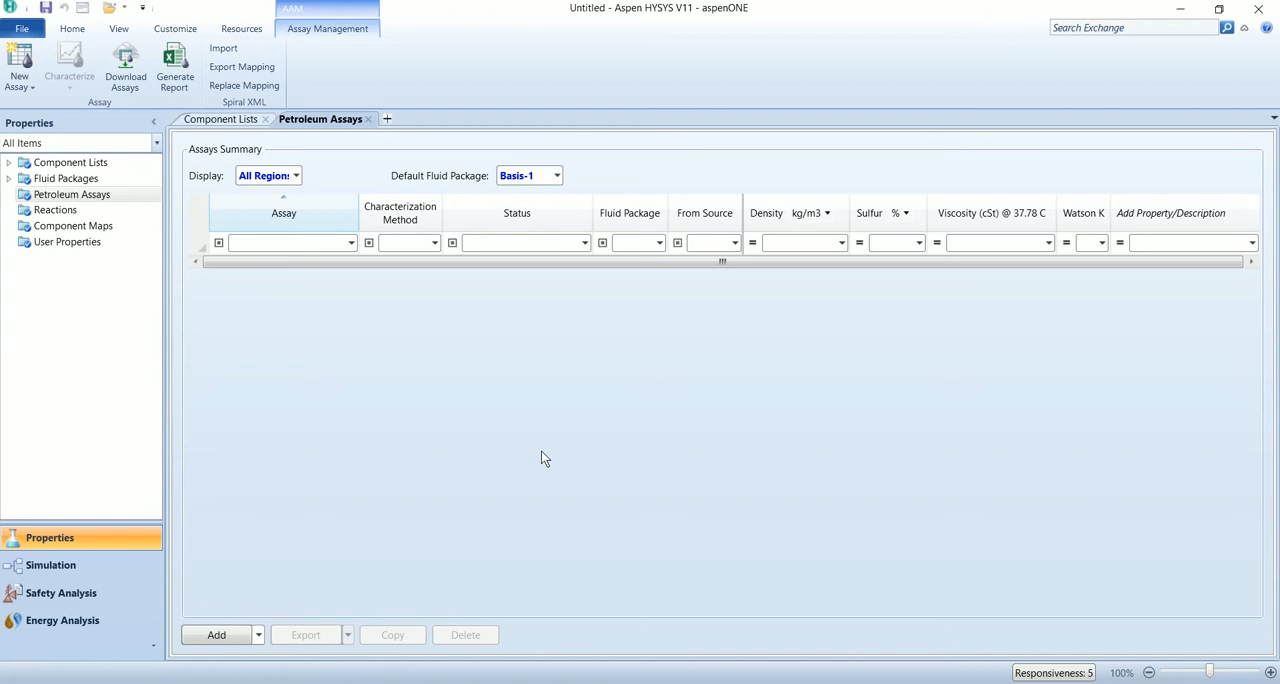 Untitled - Aspen HYSYS V11 - aspenONE
AAM
File Home View Customize Resources Assay Management
Search Exchange
New Assay
Characterize
Download Assays
Generate Report
Import
Export Mapping
Replace Mapping
Assay
Spiral XML
Properties
All Items
Component Lists
Fluid Packages
Petroleum Assays
Reactions
Component Maps
User Properties
Properties
Simulation
Safety Analysis
Energy Analysis
Component Lists Petroleum Assays
Assays Summary
Display: All Region: Default Fluid Package: Basis-1
Assay Characterization Method Status Fluid Package From Source Density kg/m3 Sulfur % Viscosity (cSt) @ 37.78 C Watson K Add Property/Description
= = = = =
Add Export Copy Delete
Responsiveness: 5 100%